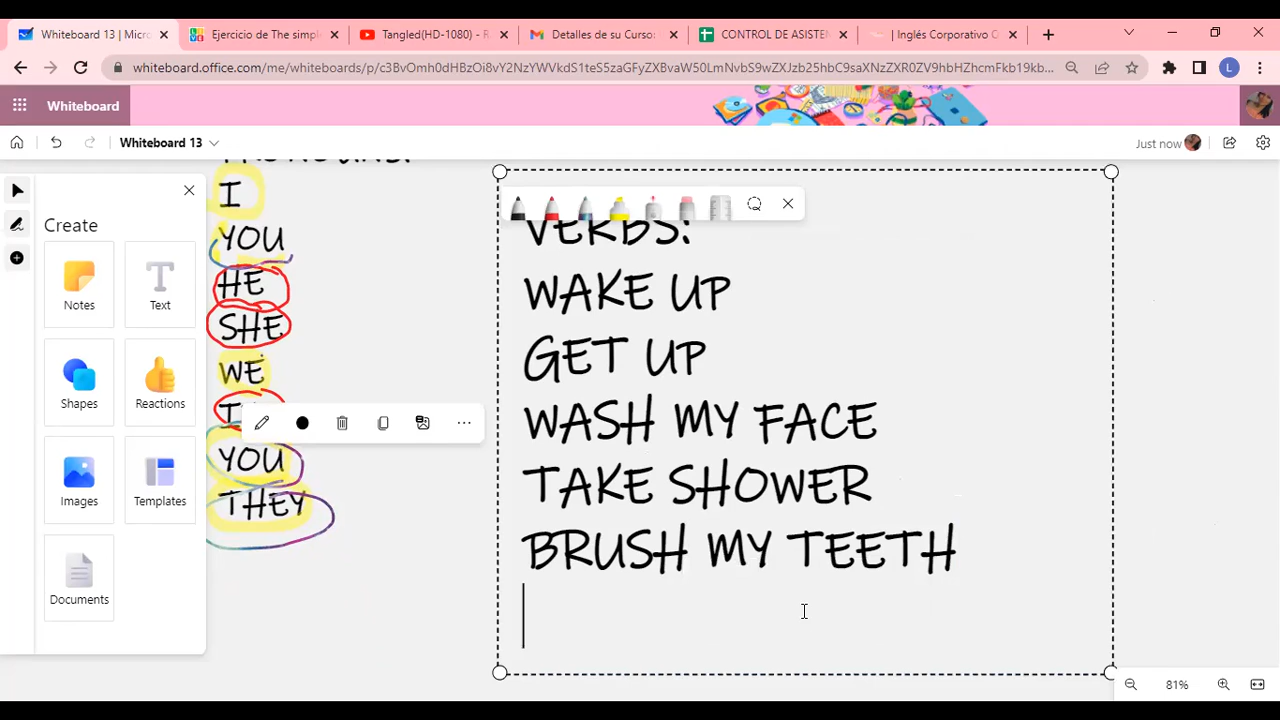 Whiteboard 13 | Micro
Ejercicio de The simpl
Tangled(HD-1080) - R
Detalles de su Curso
CONTROL DE ASISTEN
| Inglés Corporativo C
Whiteboard
Whiteboard 13
Just now
Create
Notes
Text
Shapes
Reactions
Images
Templates
Documents
I
YOU
HE
SHE
WE
YOU
THEY
VERBS:
WAKE UP
GET UP
WASH MY FACE
TAKE SHOWER
BRUSH MY TEETH
81%